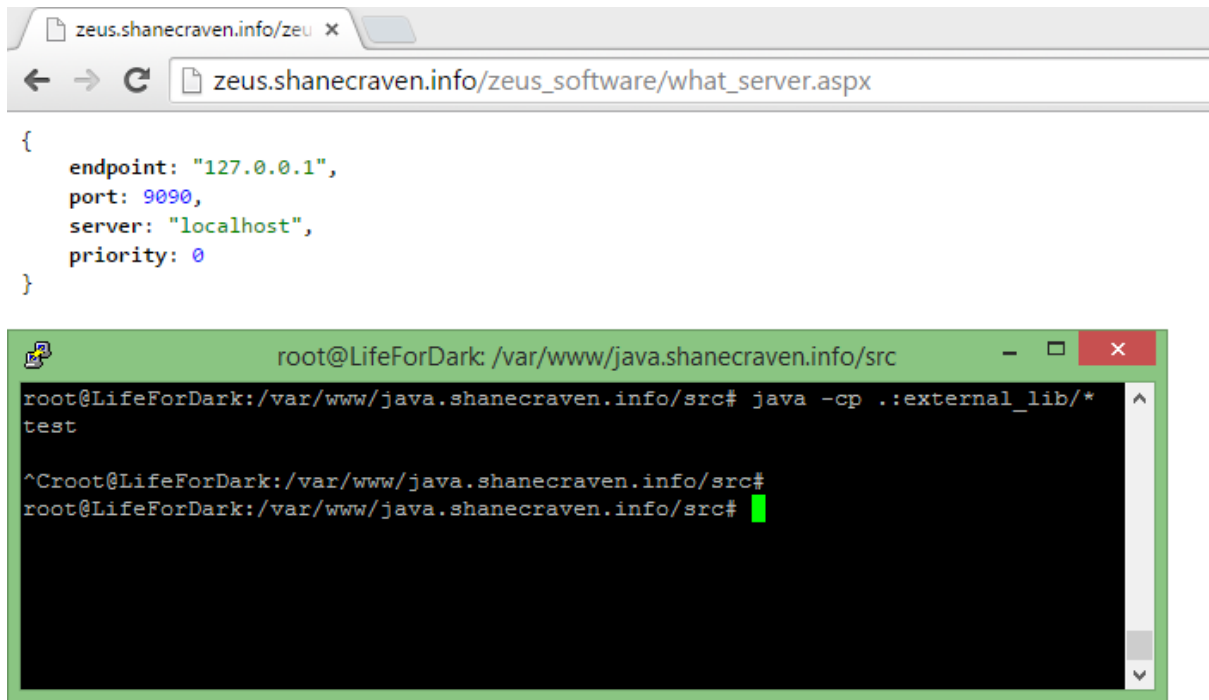 zeus.shanecraven.info/zeu
zeus.shanecraven.info/zeus_software/what_server.aspx
{
    endpoint: "127.0.0.1",
    port: 9090,
    server: "localhost",
    priority: 0
}
root@LifeForDark: /var/www/java.shanecraven.info/src
root@LifeForDark:/var/www/java.shanecraven.info/src# java -cp .:external_lib/*
test
^Croot@LifeForDark:/var/www/java.shanecraven.info/src#
root@LifeForDark:/var/www/java.shanecraven.info/src#